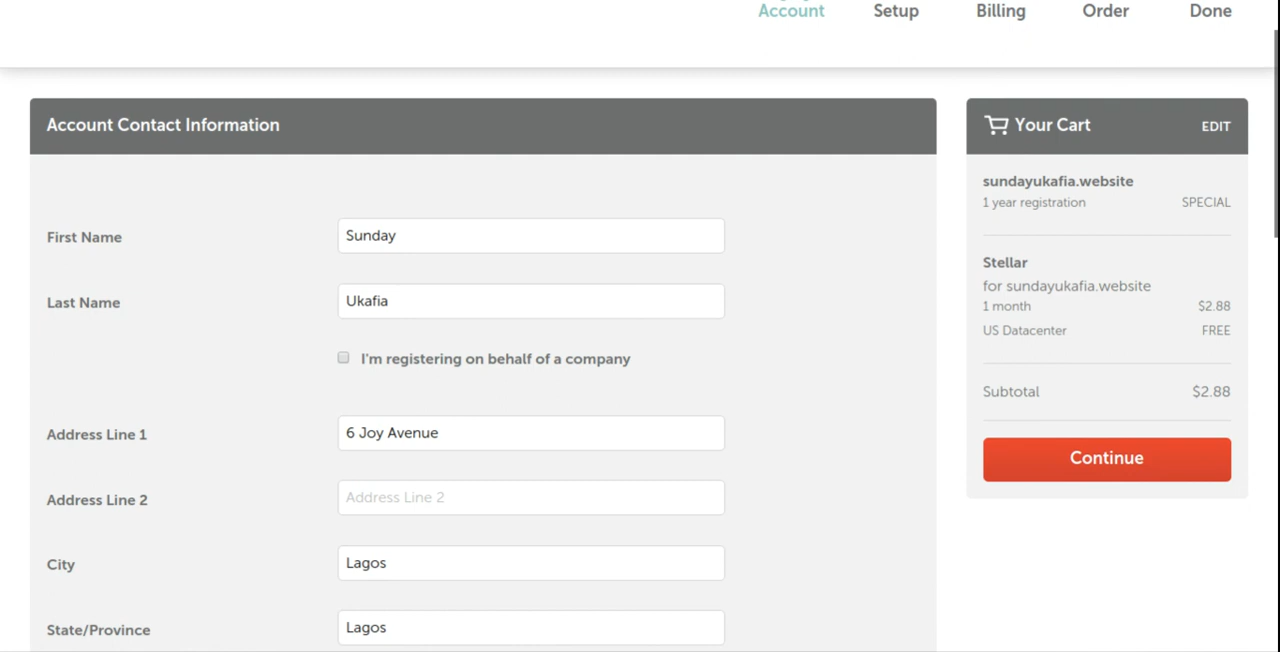 Account Setup Billing Order Done
Account Contact Information
First Name Sunday
Last Name Ukafia
I'm registering on behalf of a company
Address Line 1 6 Joy Avenue
Address Line 2 Address Line 2
City Lagos
State/Province Lagos
Your Cart EDIT
sundayukafia.website
1 year registration SPECIAL
Stellar
for sundayukafia.website
1 month $2.88
US Datacenter FREE
Subtotal $2.88
Continue